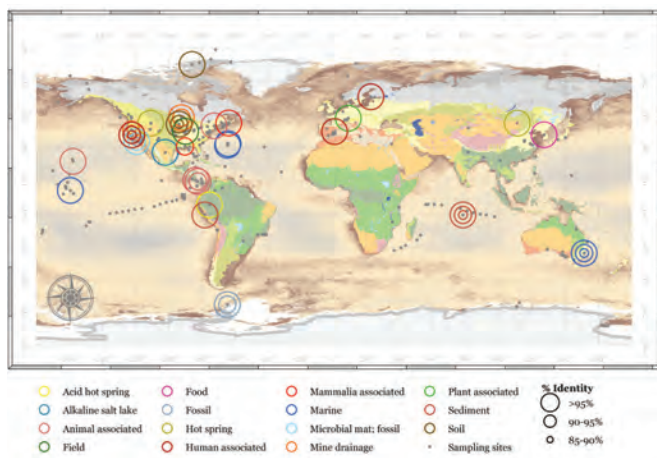 Acid hot spring Food Mammalia associated Plant associated % Identity
Alkaline salt lake Fossil Marine Sediment >95%
Animal associated Hot spring Microbial mat; fossil Soil 90-95%
Field Human associated Mine drainage Sampling sites 85-90%